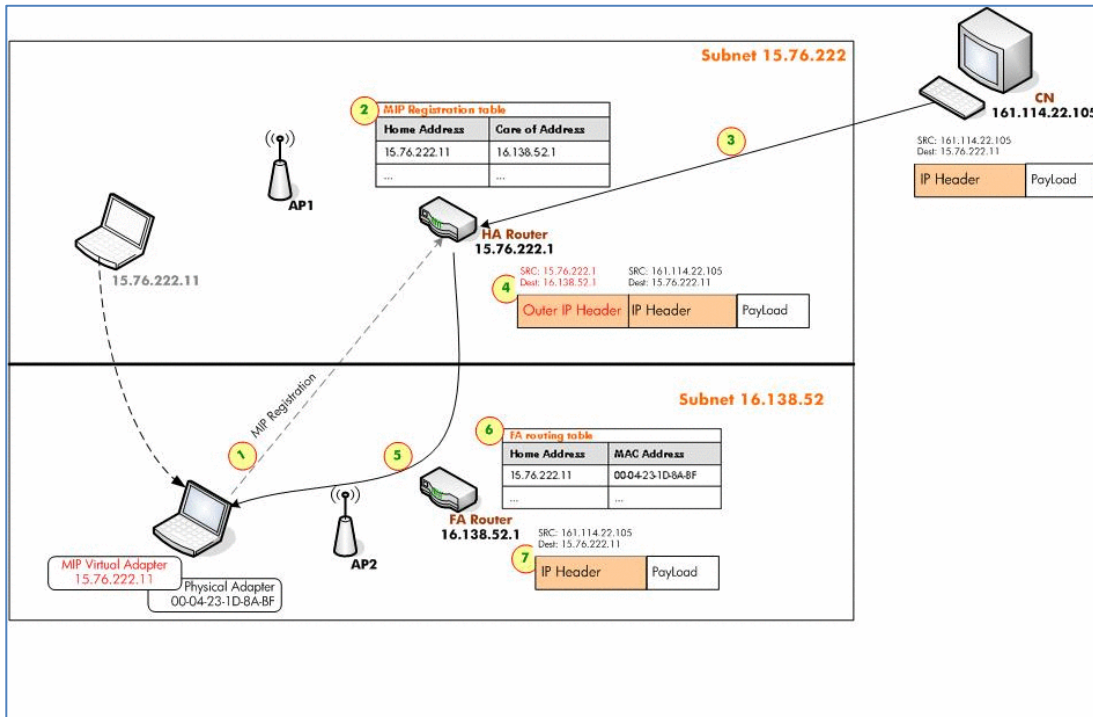 Subnet 15.76.222
CN
161.114.22.105
SRC: 161.114.22.105
Dest: 15.76.222.11
IP Header PayLoad
2 MIP Registration table
Home Address Care of Address
15.76.222.11 16.138.52.1
... ...
3
AP1
HA Router
15.76.222.1
15.76.222.11
SRC: 15.76.222.1 SRC: 161.114.22.105
Dest: 16.138.52.1 Dest: 15.76.222.11
4 Outer IP Header IP Header PayLoad
Subnet 16.138.52
MIP Registration
1
5
6 FA routing table
Home Address MAC Address
15.76.222.11 00-04-23-1D-8A-BF
... ...
FA Router
16.138.52.1
AP2
SRC: 161.114.22.105
Dest: 15.76.222.11
7 IP Header PayLoad
MIP Virtual Adapter
15.76.222.11
Physical Adapter
00-04-23-1D-8A-BF